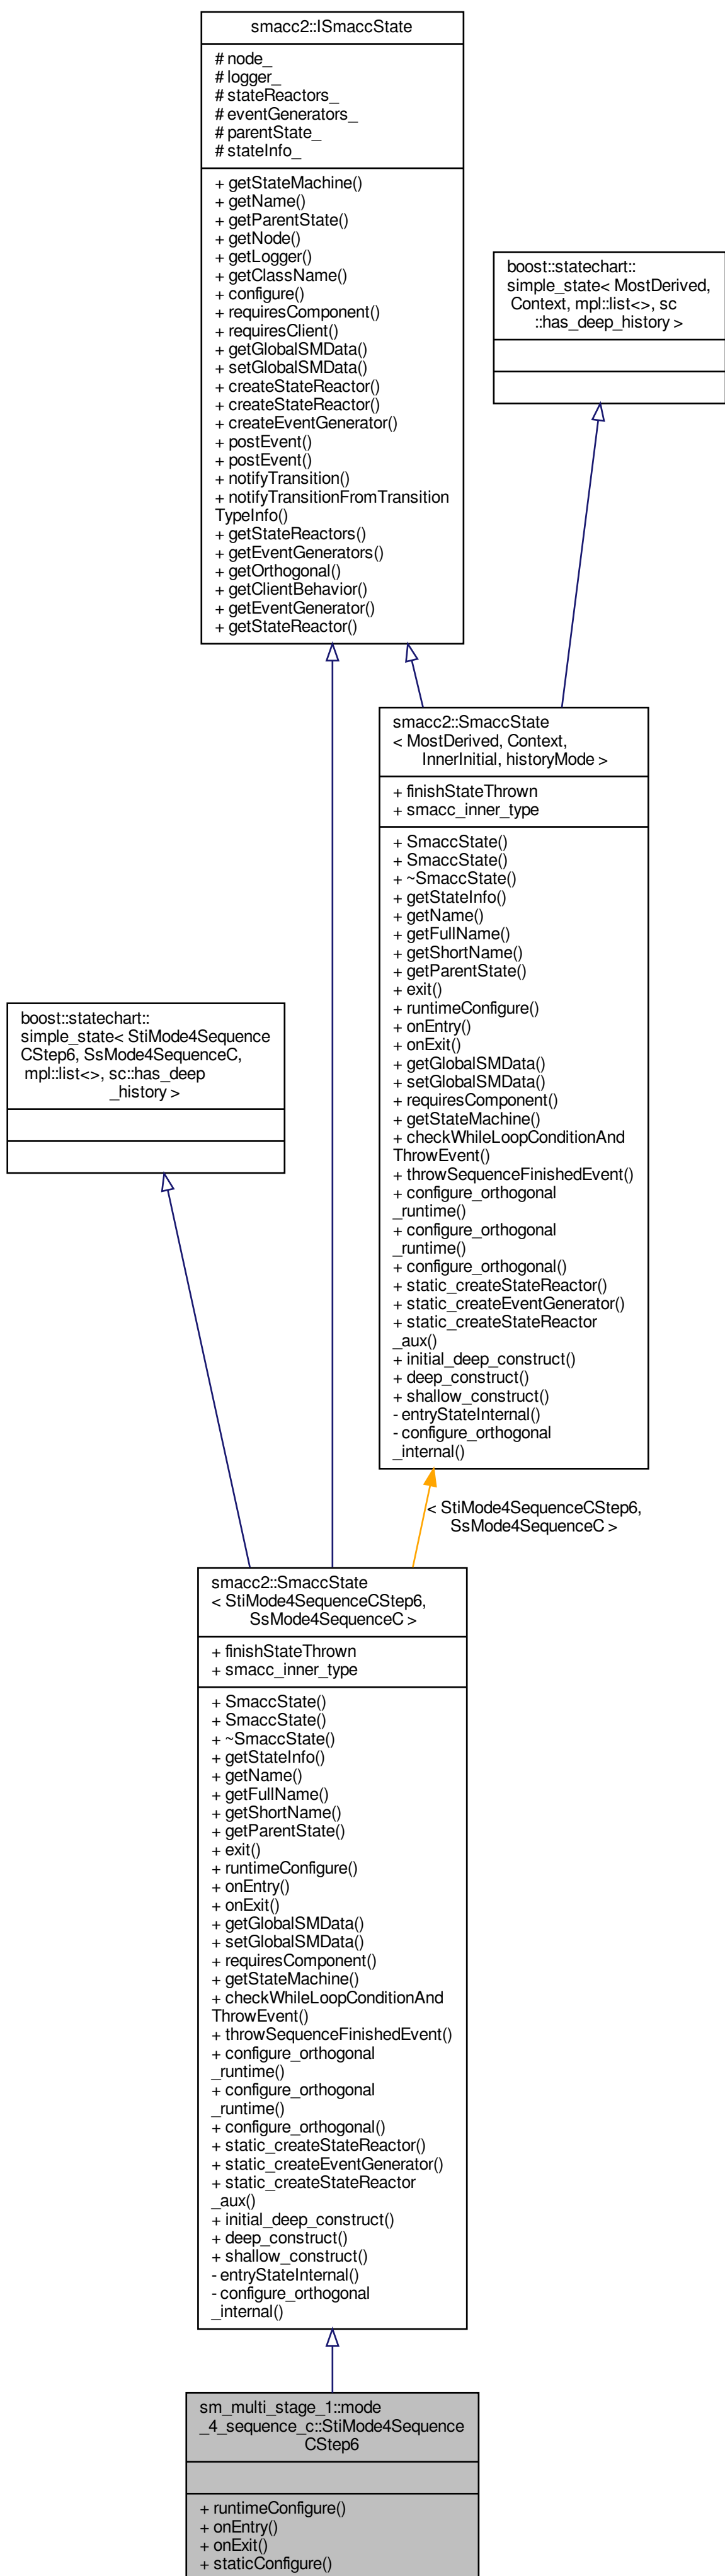 smacc2::ISmaccState
# node_
# logger_
# stateReactors_
# eventGenerators_
# parentState_
# stateInfo_
+ getStateMachine()
+ getName()
+ getParentState()
+ getNode()
+ getLogger()
+ getClassName()
+ configure()
+ requiresComponent()
+ requiresClient()
+ getGlobalSMData()
+ setGlobalSMData()
+ createStateReactor()
+ createStateReactor()
+ createEventGenerator()
+ postEvent()
+ postEvent()
+ notifyTransition()
+ notifyTransitionFromTransition
TypeInfo()
+ getStateReactors()
+ getEventGenerators()
+ getOrthogonal()
+ getClientBehavior()
+ getEventGenerator()
+ getStateReactor()
boost::statechart::
simple_state< MostDerived,
Context, mpl::list<>, sc
::has_deep_history >
smacc2::SmaccState
< MostDerived, Context,
InnerInitial, historyMode >
+ finishStateThrown
+ smacc_inner_type
+ SmaccState()
+ SmaccState()
+ ~SmaccState()
+ getStateInfo()
+ getName()
+ getFullName()
+ getShortName()
+ getParentState()
+ exit()
+ runtimeConfigure()
+ onEntry()
+ onExit()
+ getGlobalSMData()
+ setGlobalSMData()
+ requiresComponent()
+ getStateMachine()
+ checkWhileLoopConditionAnd
ThrowEvent()
+ throwSequenceFinishedEvent()
+ configure_orthogonal
_runtime()
+ configure_orthogonal
_runtime()
+ configure_orthogonal()
+ static_createStateReactor()
+ static_createEventGenerator()
+ static_createStateReactor
_aux()
+ initial_deep_construct()
+ deep_construct()
+ shallow_construct()
- entryStateInternal()
- configure_orthogonal
_internal()
boost::statechart::
simple_state< StiMode4Sequence
CStep6, SsMode4SequenceC,
mpl::list<>, sc::has_deep
_history >
< StiMode4SequenceCStep6,
SsMode4SequenceC >
smacc2::SmaccState
< StiMode4SequenceCStep6,
SsMode4SequenceC >
+ finishStateThrown
+ smacc_inner_type
+ SmaccState()
+ SmaccState()
+ ~SmaccState()
+ getStateInfo()
+ getName()
+ getFullName()
+ getShortName()
+ getParentState()
+ exit()
+ runtimeConfigure()
+ onEntry()
+ onExit()
+ getGlobalSMData()
+ setGlobalSMData()
+ requiresComponent()
+ getStateMachine()
+ checkWhileLoopConditionAnd
ThrowEvent()
+ throwSequenceFinishedEvent()
+ configure_orthogonal
_runtime()
+ configure_orthogonal
_runtime()
+ configure_orthogonal()
+ static_createStateReactor()
+ static_createEventGenerator()
+ static_createStateReactor
_aux()
+ initial_deep_construct()
+ deep_construct()
+ shallow_construct()
- entryStateInternal()
- configure_orthogonal
_internal()
sm_multi_stage_1::mode
_4_sequence_c::StiMode4Sequence
CStep6
+ runtimeConfigure()
+ onEntry()
+ onExit()
+ staticConfigure()